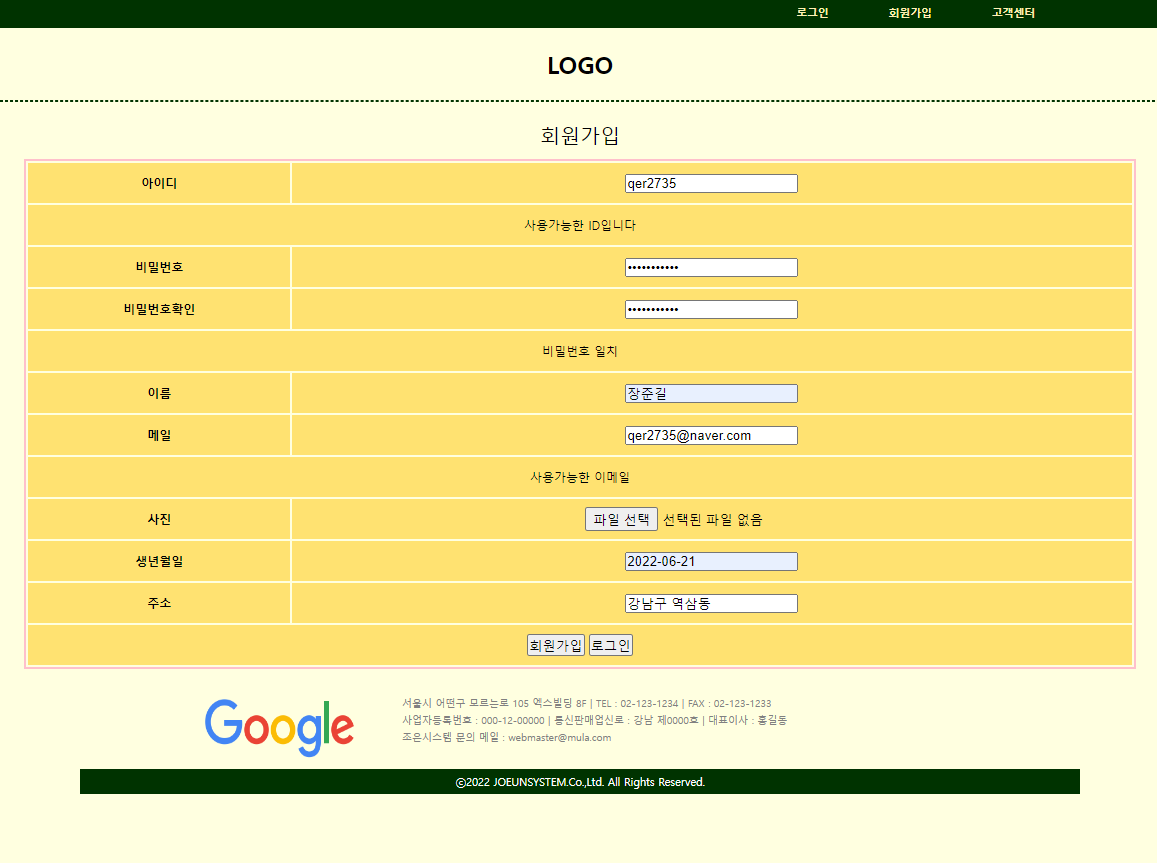 로그인 회원가입 고객센터
LOGO
회원가입
아이디 qer2735
사용가능한 ID입니다
비밀번호 •••••••••••
비밀번호확인 •••••••••••
비밀번호 일치
이름 장준길
메일 qer2735@naver.com
사용가능한 이메일
사진 파일 선택 선택된 파일 없음
생년월일 2022-06-21
주소 강남구 역삼동
회원가입 로그인
Google
서울시 어떤구 모르는로 105 엑스빌딩 8F | TEL : 02-123-1234 | FAX : 02-123-1233
사업자등록번호 : 000-12-00000 | 통신판매업신로 : 강남 제0000호 | 대표이사 : 홍길동
조은시스템 문의 메일 : webmaster@mula.com
ⓒ2022 JOEUNSYSTEM.Co.,Ltd. All Rights Reserved.